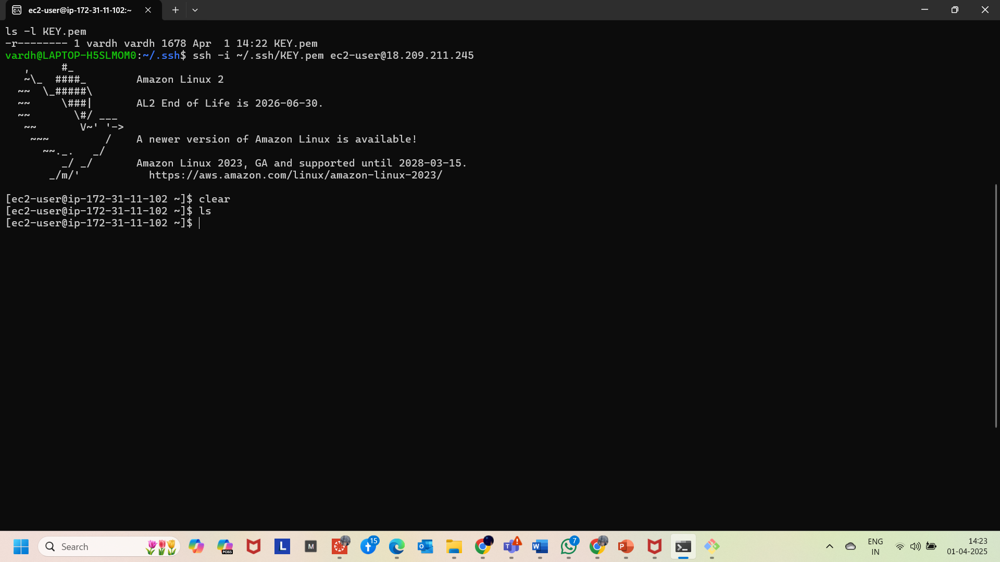 ec2-user@ip-172-31-11-102:~
ls -l KEY.pem
-r-------- 1 vardh vardh 1678 Apr  1 14:22 KEY.pem
vardh@LAPTOP-H5SLMOM0:~/.ssh$ ssh -i ~/.ssh/KEY.pem ec2-user@18.209.211.245
   ,     #_
   ~\_  ####_        Amazon Linux 2
  ~~  \_#####\
  ~~     \###|       AL2 End of Life is 2026-06-30.
  ~~       \#/ ___
   ~~       V~' '->
    ~~~         /    A newer version of Amazon Linux is available!
      ~~._.   _/
         _/ _/       Amazon Linux 2023, GA and supported until 2028-03-15.
       _/m/'           https://aws.amazon.com/linux/amazon-linux-2023/
[ec2-user@ip-172-31-11-102 ~]$ clear
[ec2-user@ip-172-31-11-102 ~]$ ls
[ec2-user@ip-172-31-11-102 ~]$
Search
M365
L
M
15
O
T
W
7
P
ENG
IN
14:23
01-04-2025